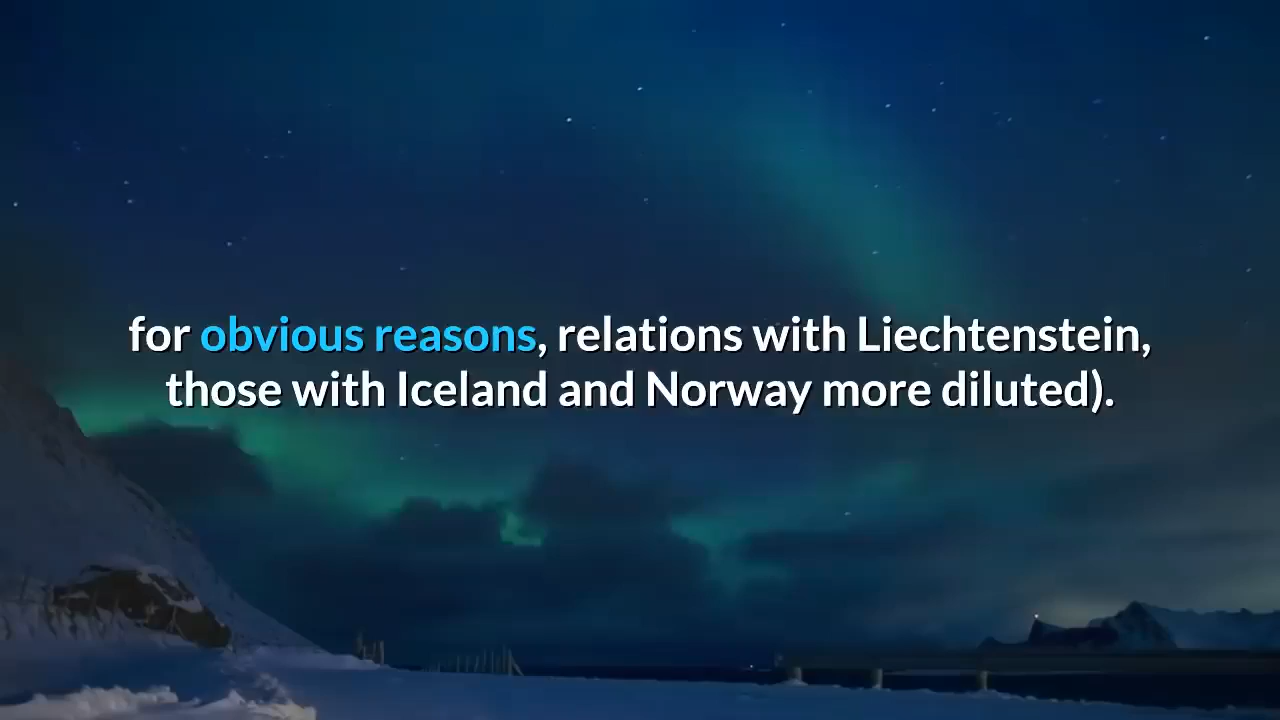 for obvious reasons, relations with Liechtenstein,
those with Iceland and Norway more diluted).